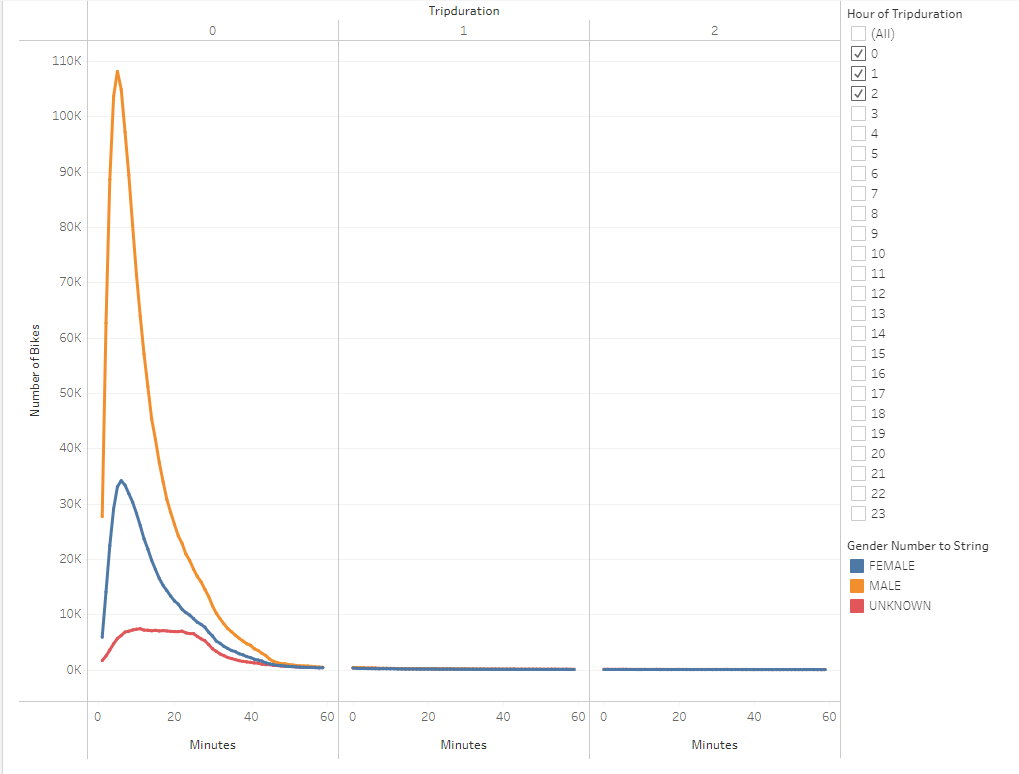 Tripduration
0 1 2
110K
100K
90K
80K
70K
60K
50K
40K
30K
20K
10K
0K
Number of Bikes
0 20 40 60 0 20 40 60 0 20 40 60
Minutes Minutes Minutes
Hour of Tripduration
(All)
0
1
2
3
4
5
6
7
8
9
10
11
12
13
14
15
16
17
18
19
20
21
22
23
Gender Number to String
FEMALE
MALE
UNKNOWN